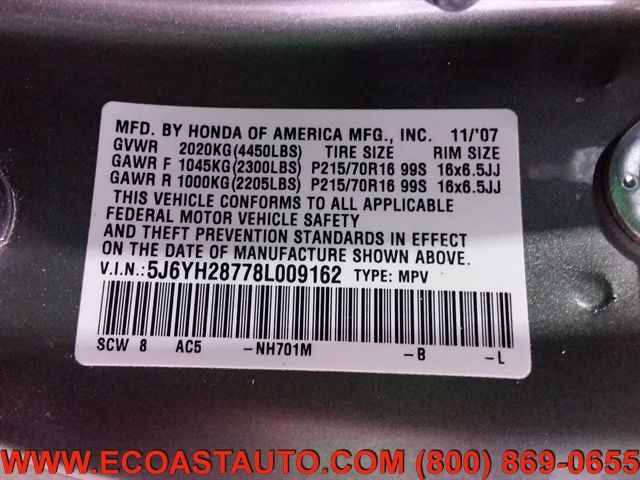 MFD. BY HONDA OF AMERICA MFG., INC. 11/'07
GVWR 2020KG(4450LBS) TIRE SIZE RIM SIZE
GAWR F 1045KG(2300LBS) P215/70R16 99S 16x6.5JJ
GAWR R 1000KG(2205LBS) P215/70R16 99S 16x6.5JJ
THIS VEHICLE CONFORMS TO ALL APPLICABLE
FEDERAL MOTOR VEHICLE SAFETY
AND THEFT PREVENTION STANDARDS IN EFFECT
ON THE DATE OF MANUFACTURE SHOWN ABOVE.
V.I.N.:5J6YH28778L009162 TYPE: MPV
SCW 8 AC5 -NH701M -B -L
WWW.ECOASTAUTO.COM (800) 869-0655